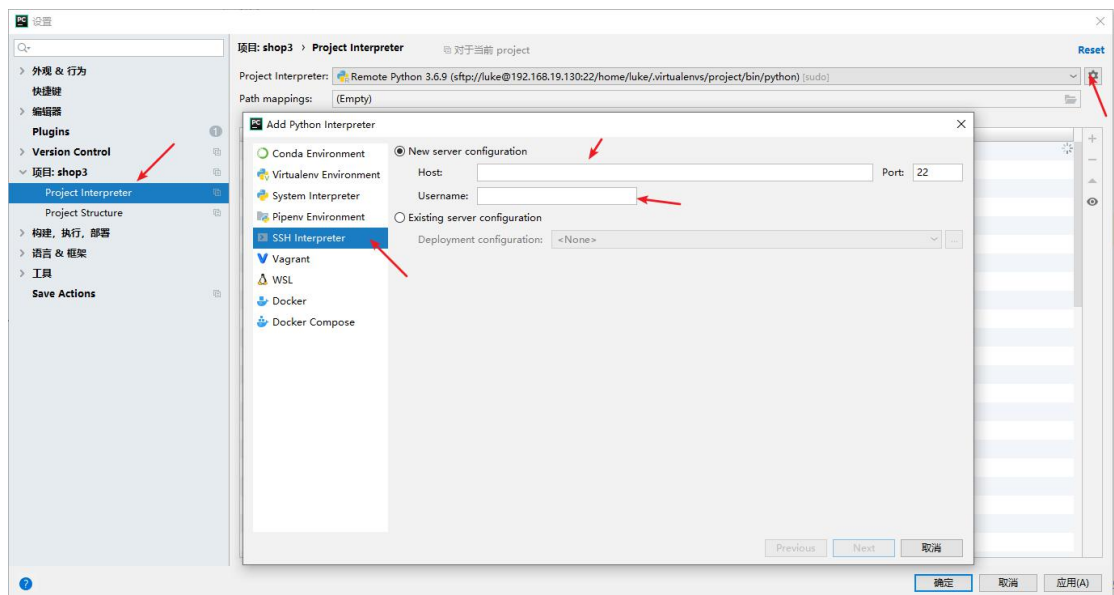 设置
项目: shop3 › Project Interpreter
对于当前 project
Reset
外观 & 行为
快捷键
编辑器
Plugins
1
Version Control
项目: shop3
Project Interpreter
Project Structure
构建，执行，部署
语言 & 框架
工具
Save Actions
Project Interpreter: Remote Python 3.6.9 (sftp://luke@192.168.19.130:22/home/luke/.virtualenvs/project/bin/python) [sudo]
Path mappings: (Empty)
Add Python Interpreter
Conda Environment
Virtualenv Environment
System Interpreter
Pipenv Environment
SSH Interpreter
Vagrant
WSL
Docker
Docker Compose
New server configuration
Host: Port: 22
Username:
Existing server configuration
Deployment configuration: <None>
Previous Next 取消
确定 取消 应用(A)